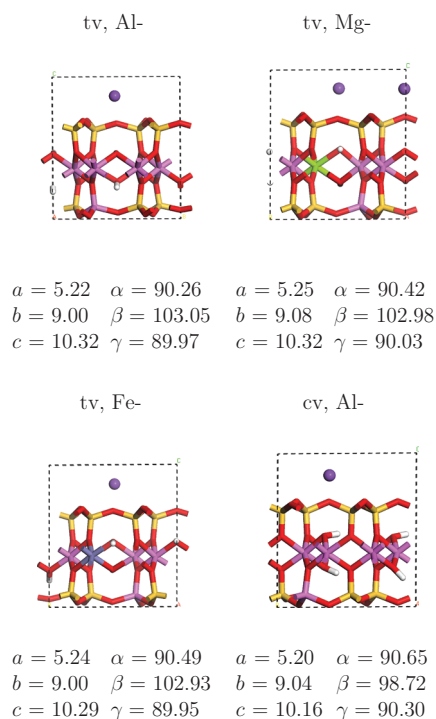 tv, Al-
tv, Mg-
a = 5.22 α = 90.26
b = 9.00 β = 103.05
c = 10.32 γ = 89.97
a = 5.25 α = 90.42
b = 9.08 β = 102.98
c = 10.32 γ = 90.03
tv, Fe-
cv, Al-
a = 5.24 α = 90.49
b = 9.00 β = 102.93
c = 10.29 γ = 89.95
a = 5.20 α = 90.65
b = 9.04 β = 98.72
c = 10.16 γ = 90.30